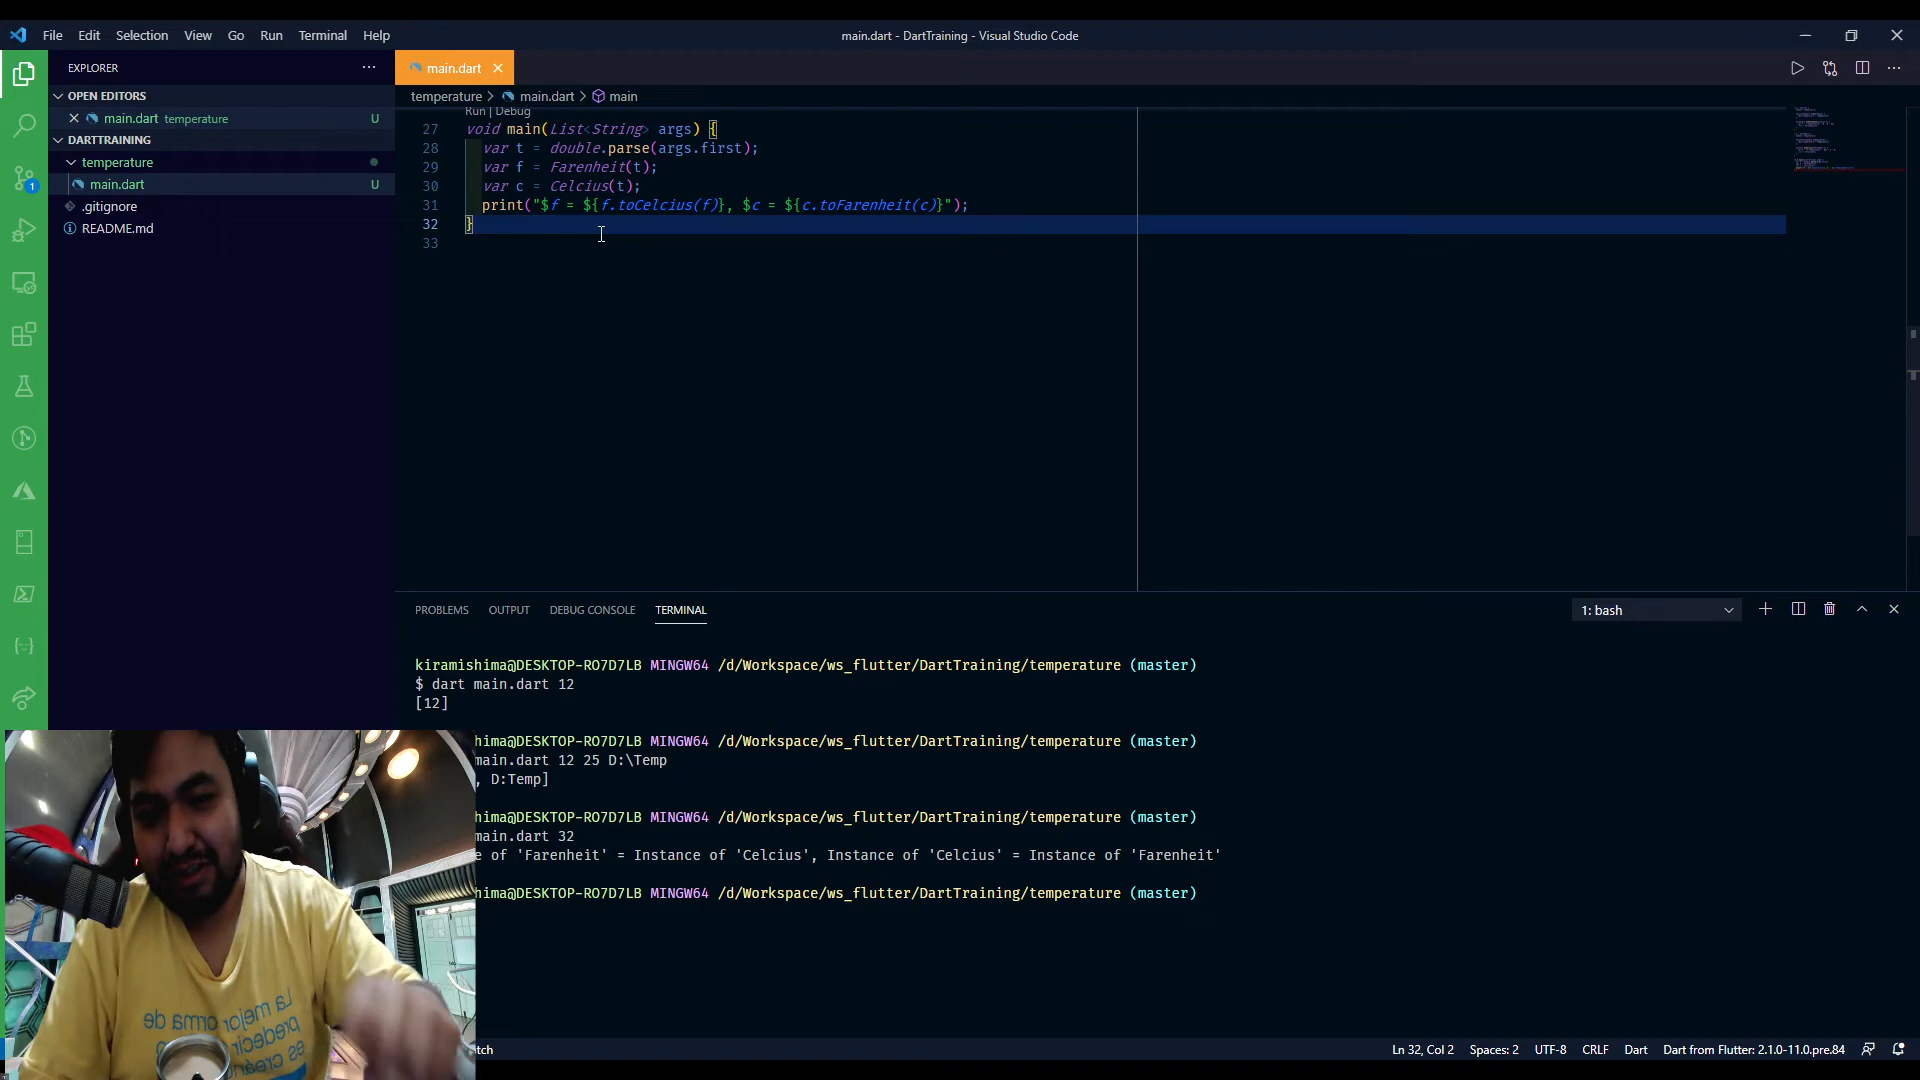 File Edit Selection View Go Run Terminal Help
main.dart - DartTraining - Visual Studio Code
EXPLORER
main.dart
OPEN EDITORS
temperature > main.dart > main
main.dart temperature U
DARTTRAINING
temperature
main.dart U
.gitignore
README.md
1
Run | Debug
27 void main(List<String> args) {
28 var t = double.parse(args.first);
29 var f = Farenheit(t);
30 var c = Celcius(t);
31 print("$f = ${f.toCelcius(f)}, $c = ${c.toFarenheit(c)}");
32 }
33
PROBLEMS OUTPUT DEBUG CONSOLE TERMINAL
1: bash
kiramishima@DESKTOP-RO7D7LB MINGW64 /d/Workspace/ws_flutter/DartTraining/temperature (master)
$ dart main.dart 12
[12]
hima@DESKTOP-RO7D7LB MINGW64 /d/Workspace/ws_flutter/DartTraining/temperature (master)
main.dart 12 25 D:\Temp
, D:Temp]
hima@DESKTOP-RO7D7LB MINGW64 /d/Workspace/ws_flutter/DartTraining/temperature (master)
main.dart 32
e of 'Farenheit' = Instance of 'Celcius', Instance of 'Celcius' = Instance of 'Farenheit'
hima@DESKTOP-RO7D7LB MINGW64 /d/Workspace/ws_flutter/DartTraining/temperature (master)
La mejor
predecir
tch
Ln 32, Col 2 Spaces: 2 UTF-8 CRLF Dart Dart from Flutter: 2.1.0-11.0.pre.84